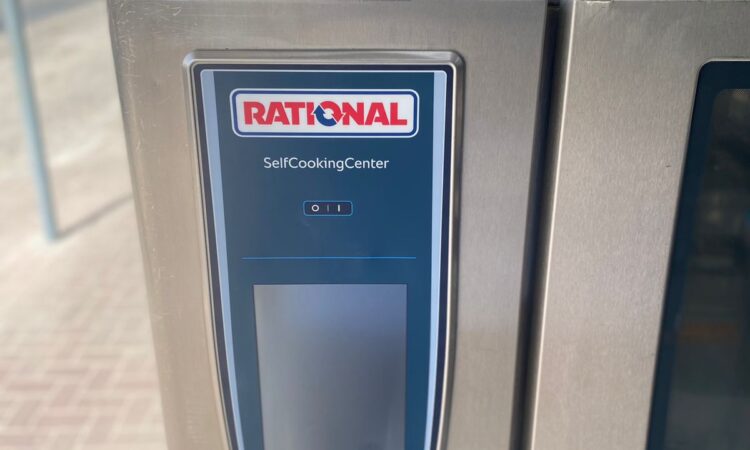 RATIONAL
SelfCookingCenter
O | I